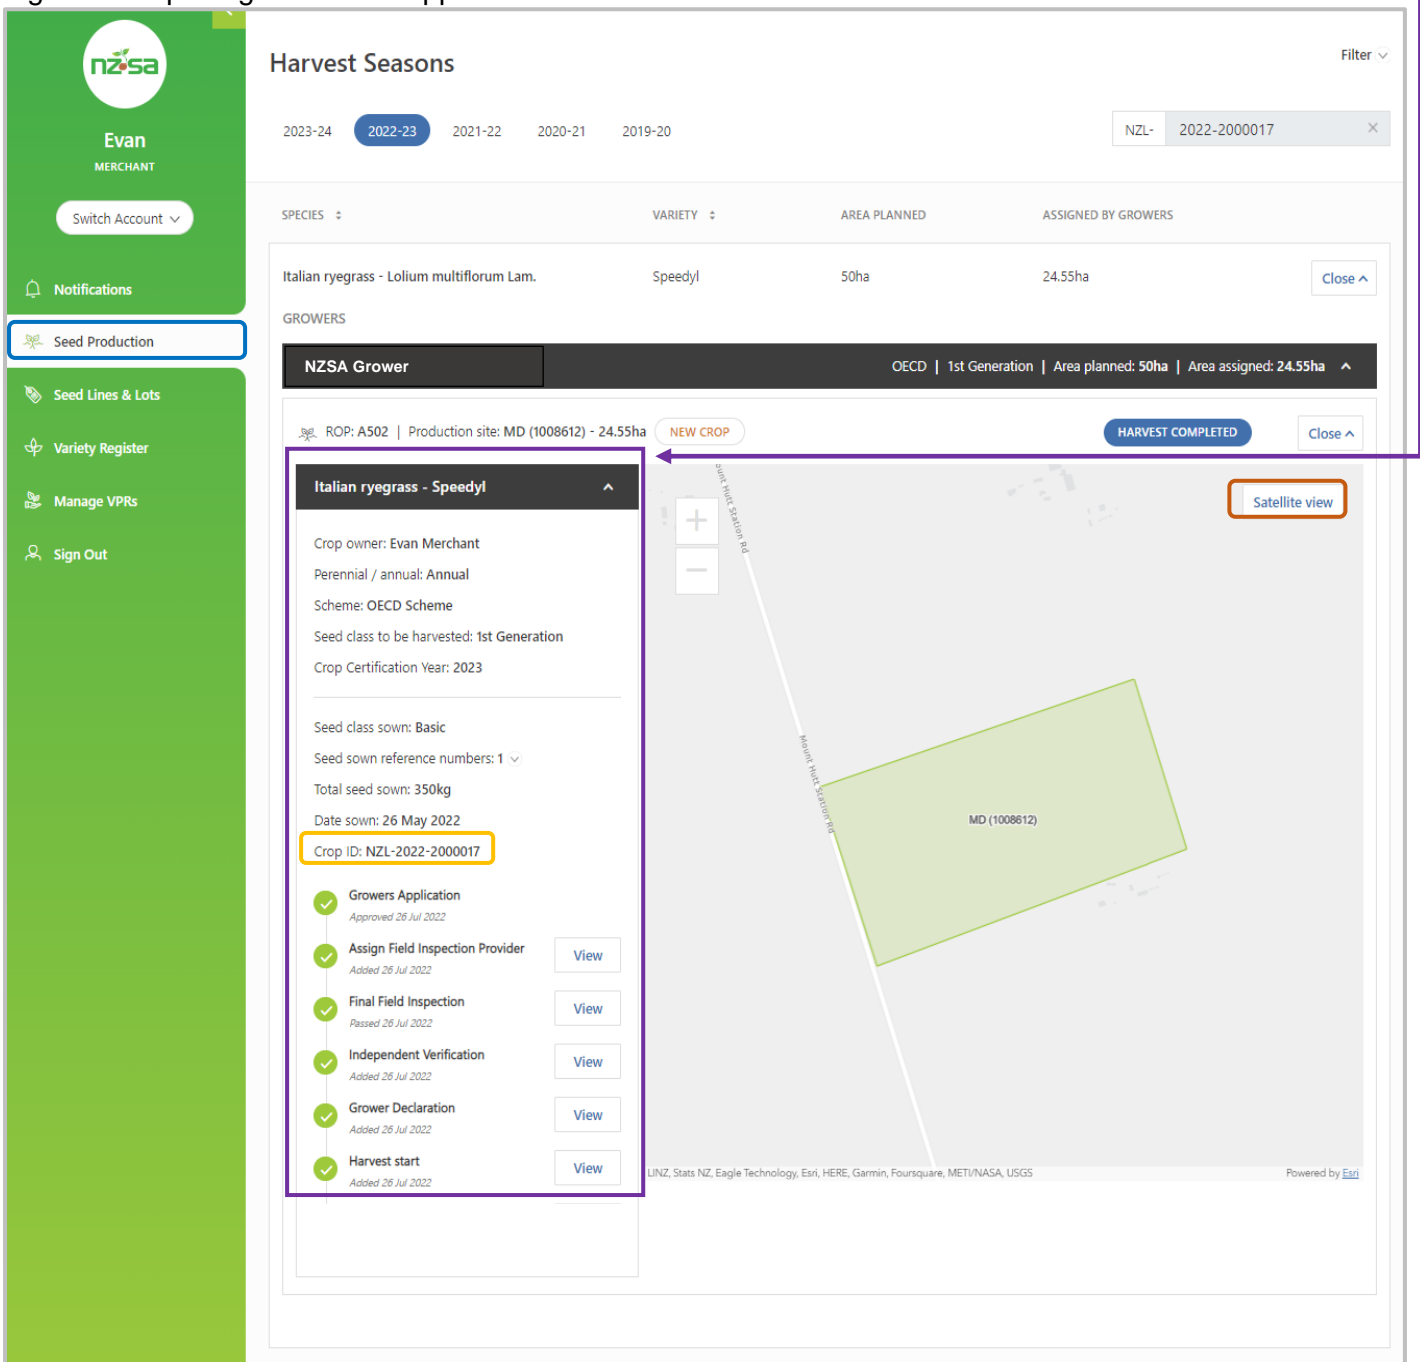 nzsa
Evan
MERCHANT
Switch Account
Notifications
Seed Production
Seed Lines & Lots
Variety Register
Manage VPRs
Sign Out
Harvest Seasons
Filter
2023-24 2022-23 2021-22 2020-21 2019-20
NZL- 2022-2000017 ×
SPECIES VARIETY AREA PLANNED ASSIGNED BY GROWERS
Italian ryegrass - Lolium multiflorum Lam. Speedyl 50ha 24.55ha Close
GROWERS
NZSA Grower OECD | 1st Generation | Area planned: 50ha | Area assigned: 24.55ha
ROP: A502 | Production site: MD (1008612) - 24.55ha NEW CROP HARVEST COMPLETED Close
Italian ryegrass - Speedyl
Crop owner: Evan Merchant
Perennial / annual: Annual
Scheme: OECD Scheme
Seed class to be harvested: 1st Generation
Crop Certification Year: 2023
Seed class sown: Basic
Seed sown reference numbers: 1
Total seed sown: 350kg
Date sown: 26 May 2022
Crop ID: NZL-2022-2000017
Growers Application
Approved 26 Jul 2022
Assign Field Inspection Provider View
Added 26 Jul 2022
Final Field Inspection View
Passed 26 Jul 2022
Independent Verification View
Added 26 Jul 2022
Grower Declaration View
Added 26 Jul 2022
Harvest start View
Added 26 Jul 2022
+
−
Satellite view
Mount Hutt Station Rd
Mount Hutt Station Rd
MD (1008612)
LINZ, Stats NZ, Eagle Technology, Esri, HERE, Garmin, Foursquare, METI/NASA, USGS Powered by Esri